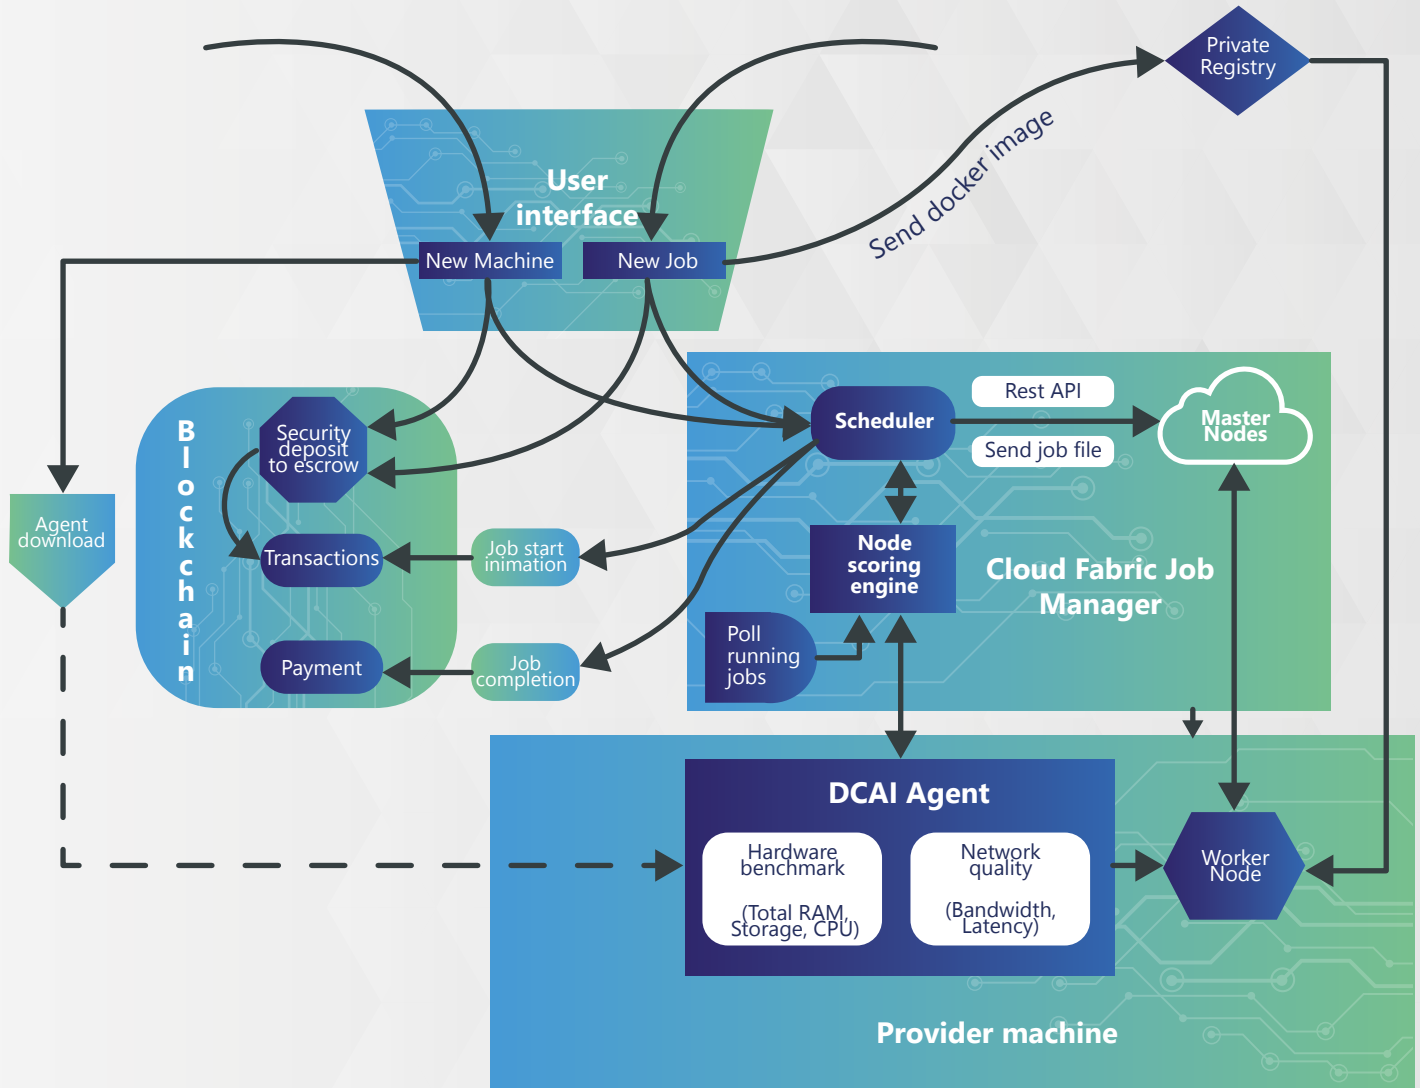 Private
Registry
Send docker image
User
interface
New Machine
New Job
Blockchain
Security
deposit
to escrow
Transactions
Payment
Agent
download
Job start
inimation
Job
completion
Scheduler
Rest API
Send job file
Master
Nodes
Node
scoring
engine
Cloud Fabric Job
Manager
Poll
running
jobs
DCAI Agent
Hardware
benchmark
(Total RAM,
Storage, CPU)
Network
quality
(Bandwidth,
Latency)
Worker
Node
Provider machine